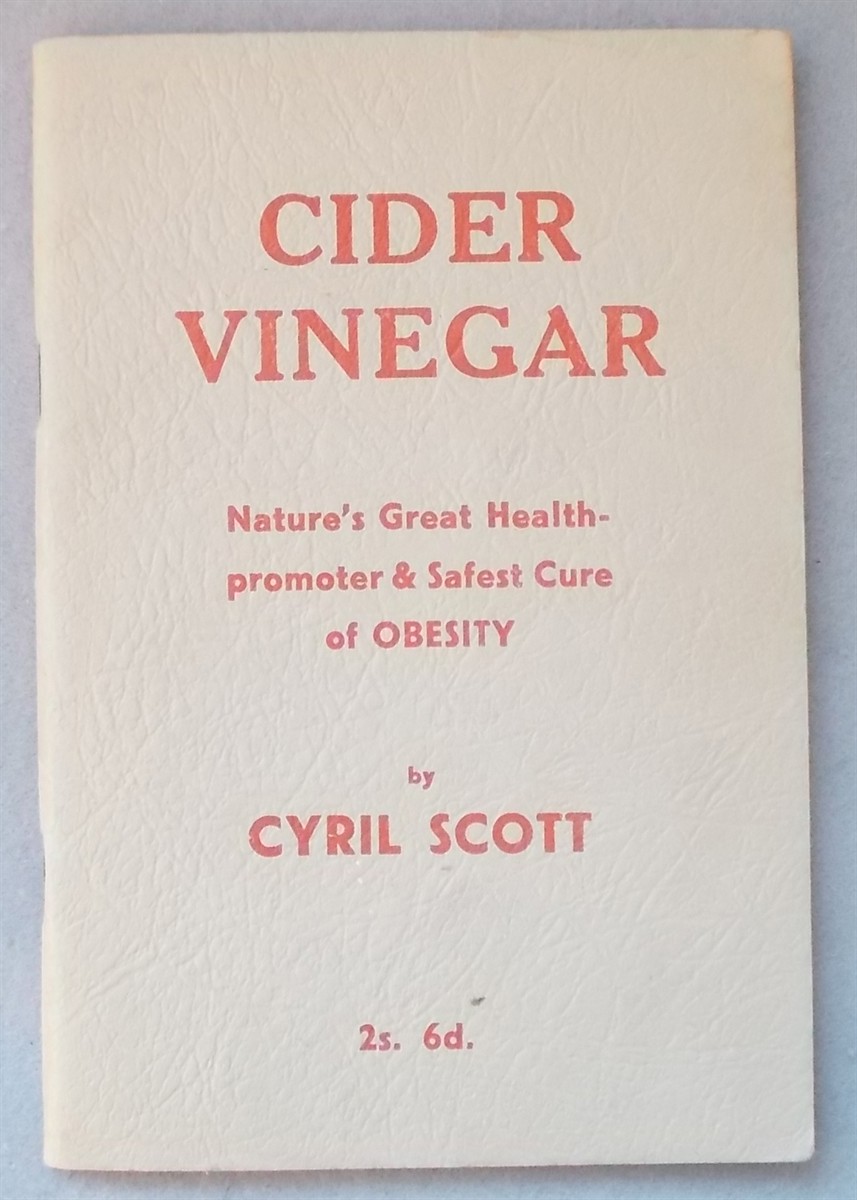 CIDER
VINEGAR
Nature's Great Health-
promoter & Safest Cure
of OBESITY
by
CYRIL SCOTT
2s. 6d.